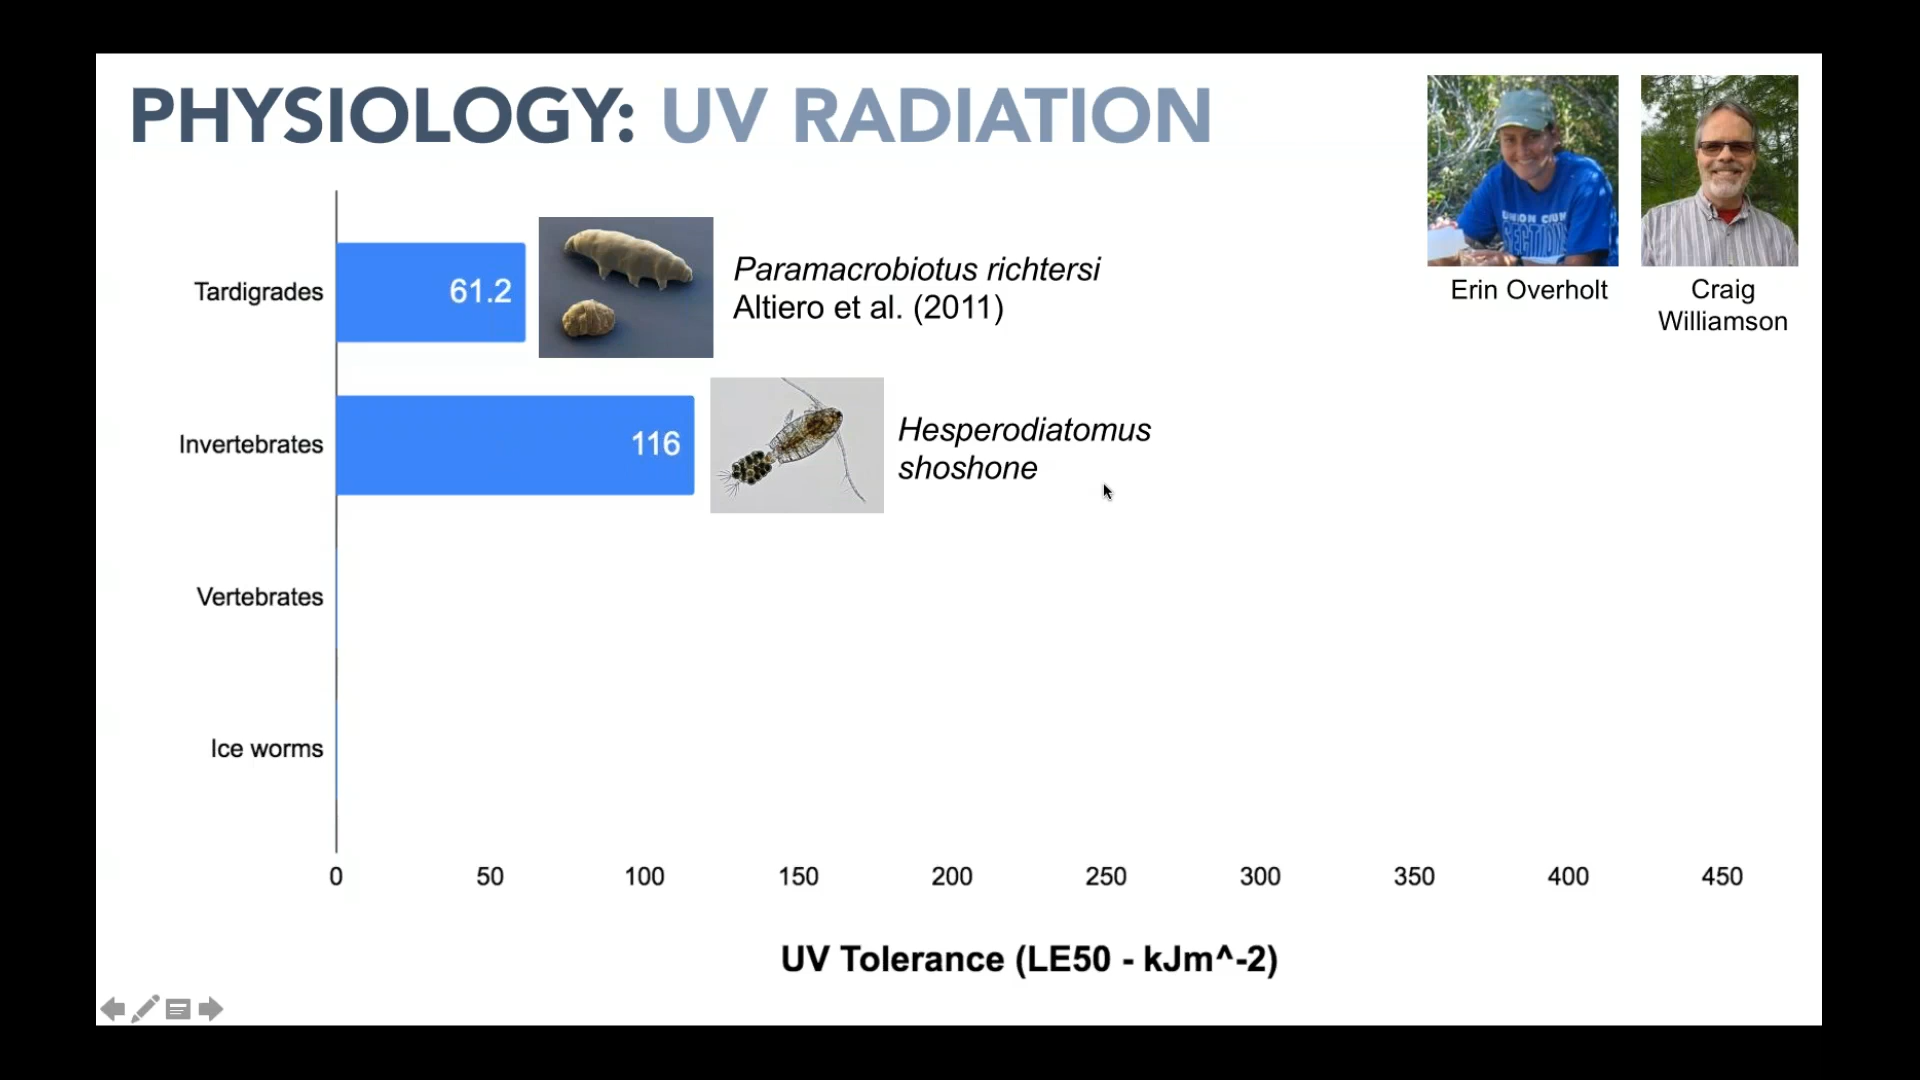 PHYSIOLOGY: UV RADIATION
Erin Overholt
Craig
Williamson
Tardigrades
61.2
Paramacrobiotus richtersi
Altiero et al. (2011)
Invertebrates
116
Hesperodiatomus
shoshone
Vertebrates
Ice worms
0 50 100 150 200 250 300 350 400 450
UV Tolerance (LE50 - kJm^-2)